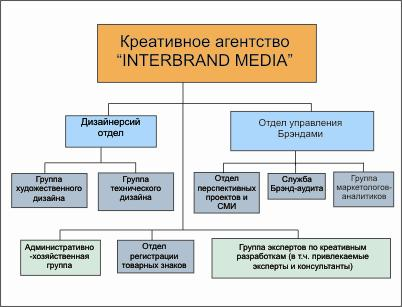 Креативное агентство
“INTERBRAND MEDIA”
Дизайнерсий
отдел
Отдел управления
Брэндами
Группа
художественного
дизайна
Группа
технического
дизайна
Отдел
перспективных
проектов и
СМИ
Служба
Брэнд-аудита
Группа
маркетологов-
аналитиков
Административно
-хозяйственная
группа
Отдел
регистрации
товарных знаков
Группа экспертов по креативным
разработкам (в т.ч. привлекаемые
эксперты и консультанты)